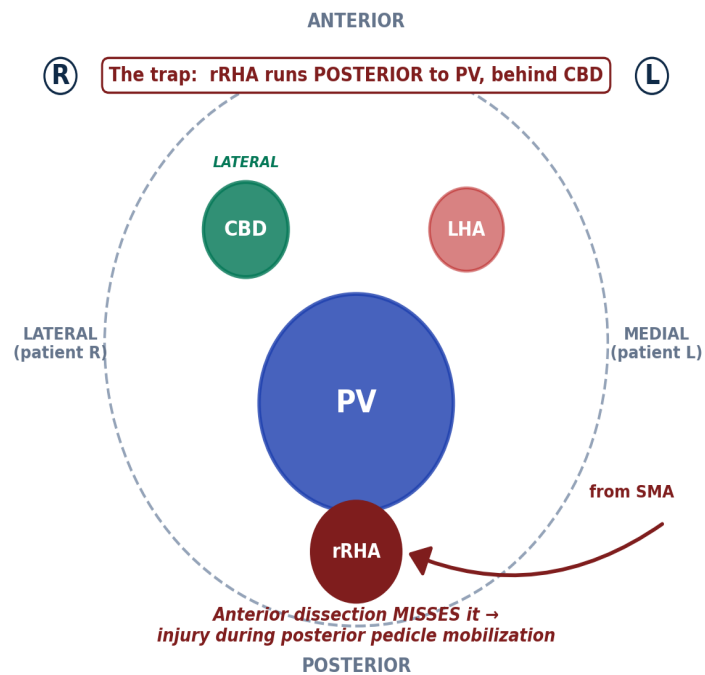 ANTERIOR
R
The trap:  rRHA runs POSTERIOR to PV, behind CBD
L
LATERAL
CBD
LHA
LATERAL
(patient R)
MEDIAL
(patient L)
PV
from SMA
rRHA
Anterior dissection MISSES it →
injury during posterior pedicle mobilization
POSTERIOR